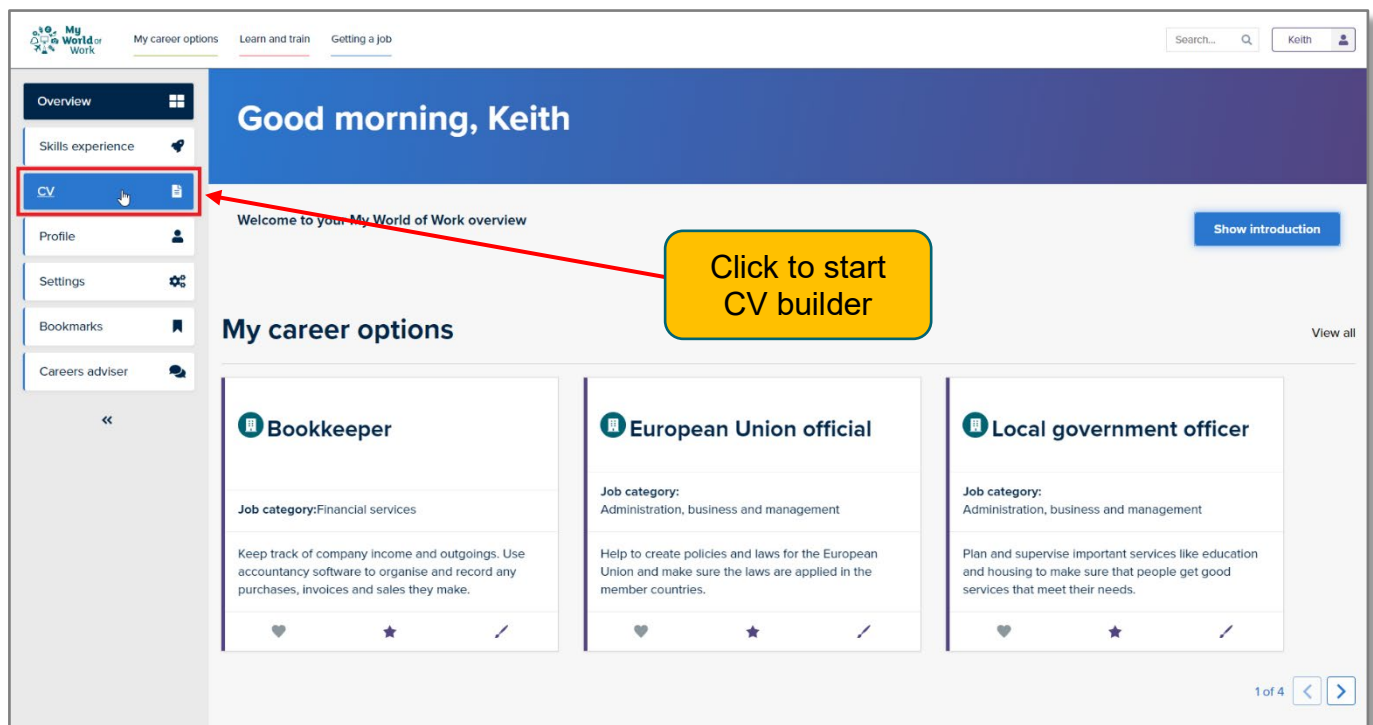 My
World of
Work
My career options
Learn and train
Getting a job
Search...
Keith
Overview
Skills experience
CV
Profile
Settings
Bookmarks
Careers adviser
«
Good morning, Keith
Welcome to your My World of Work overview
Show introduction
Click to start
CV builder
My career options
View all
Bookkeeper
Job category:Financial services
Keep track of company income and outgoings. Use
accountancy software to organise and record any
purchases, invoices and sales they make.
European Union official
Job category:
Administration, business and management
Help to create policies and laws for the European
Union and make sure the laws are applied in the
member countries.
Local government officer
Job category:
Administration, business and management
Plan and supervise important services like education
and housing to make sure that people get good
services that meet their needs.
1 of 4